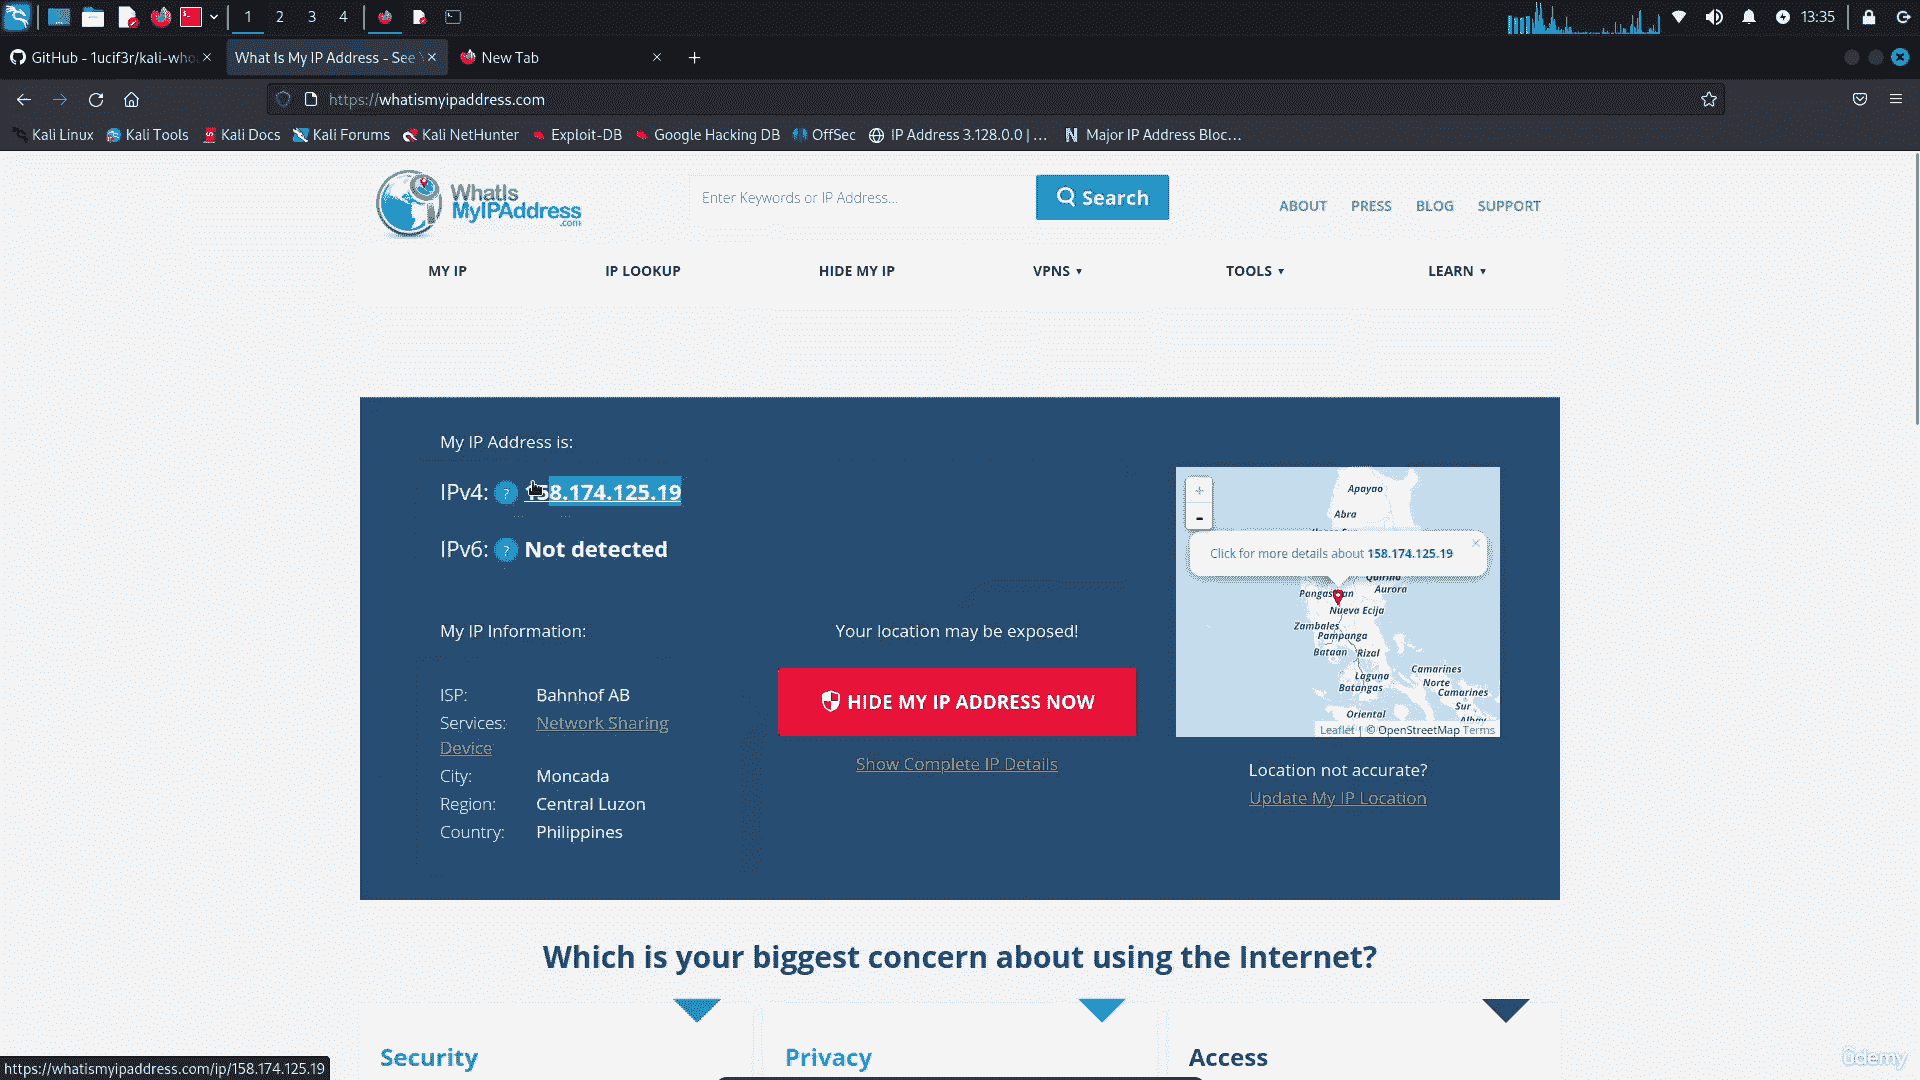 1 2 3 4 13:35
GitHub - 1ucif3r/kali-who What Is My IP Address - See New Tab
https://whatismyipaddress.com
Kali Linux Kali Tools Kali Docs Kali Forums Kali NetHunter Exploit-DB Google Hacking DB OffSec IP Address 3.128.0.0 | ... Major IP Address Bloc...
WhatIs
MyIPAddress
.com
Enter Keywords or IP Address...
Search
ABOUT PRESS BLOG SUPPORT
MY IP IP LOOKUP HIDE MY IP VPNS TOOLS LEARN
My IP Address is:
IPv4: ? 158.174.125.19
IPv6: ? Not detected
My IP Information:
ISP: Bahnhof AB
Services: Network Sharing
Device
City: Moncada
Region: Central Luzon
Country: Philippines
Your location may be exposed!
HIDE MY IP ADDRESS NOW
Show Complete IP Details
+
-
Apayao
Abra
Click for more details about 158.174.125.19
Quirino
Aurora
Pangasinan
Nueva Ecija
Zambales
Pampanga
Bataan Rizal
Laguna
Batangas
Camarines
Norte
Camarines
Sur
Albay
Oriental
Leaflet | © OpenStreetMap Terms
Location not accurate?
Update My IP Location
Which is your biggest concern about using the Internet?
Security Privacy Access
https://whatismyipaddress.com/ip/158.174.125.19
ûdemy